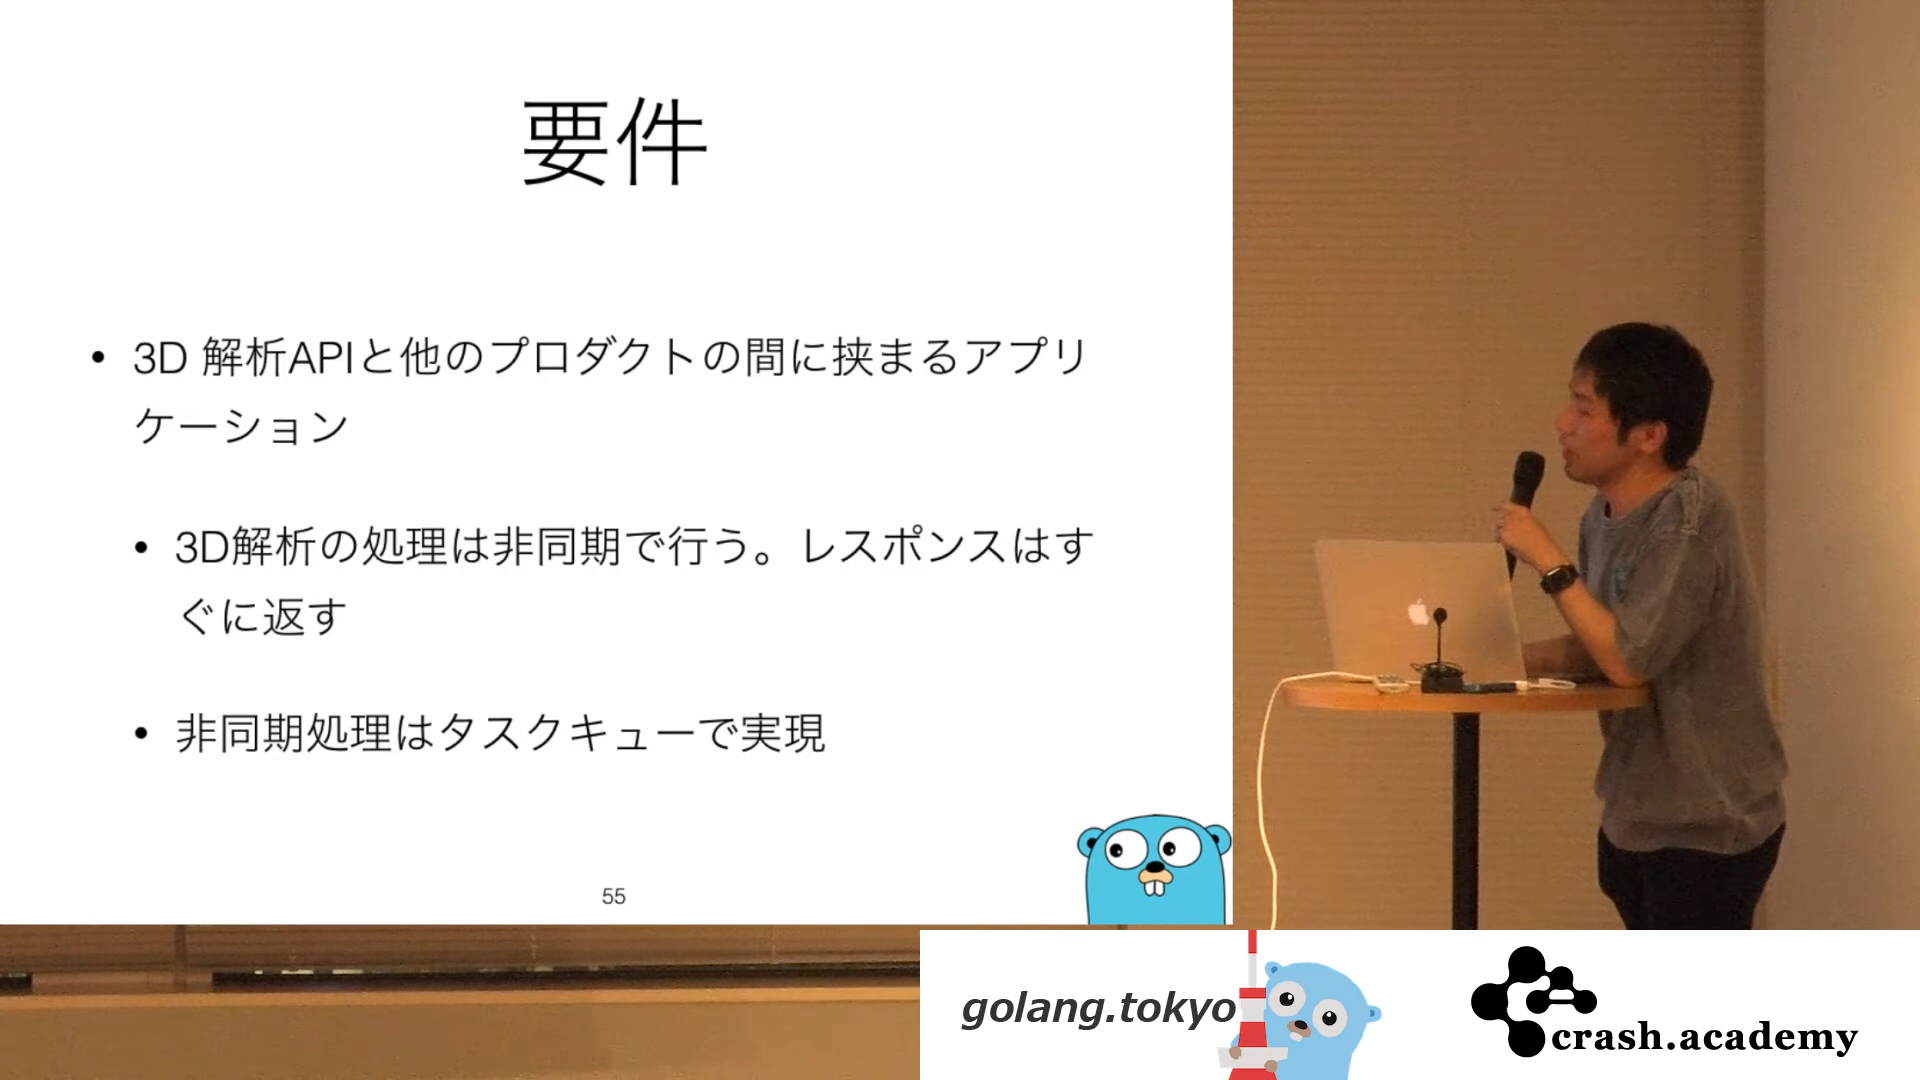 要件
• 3D 解析APIと他のプロダクトの間に挟まるアプリ
ケーション
• 3D解析の処理は非同期で行う。レスポンスはす
ぐに返す
• 非同期処理はタスクキューで実現
55
golang.tokyo
crash.academy